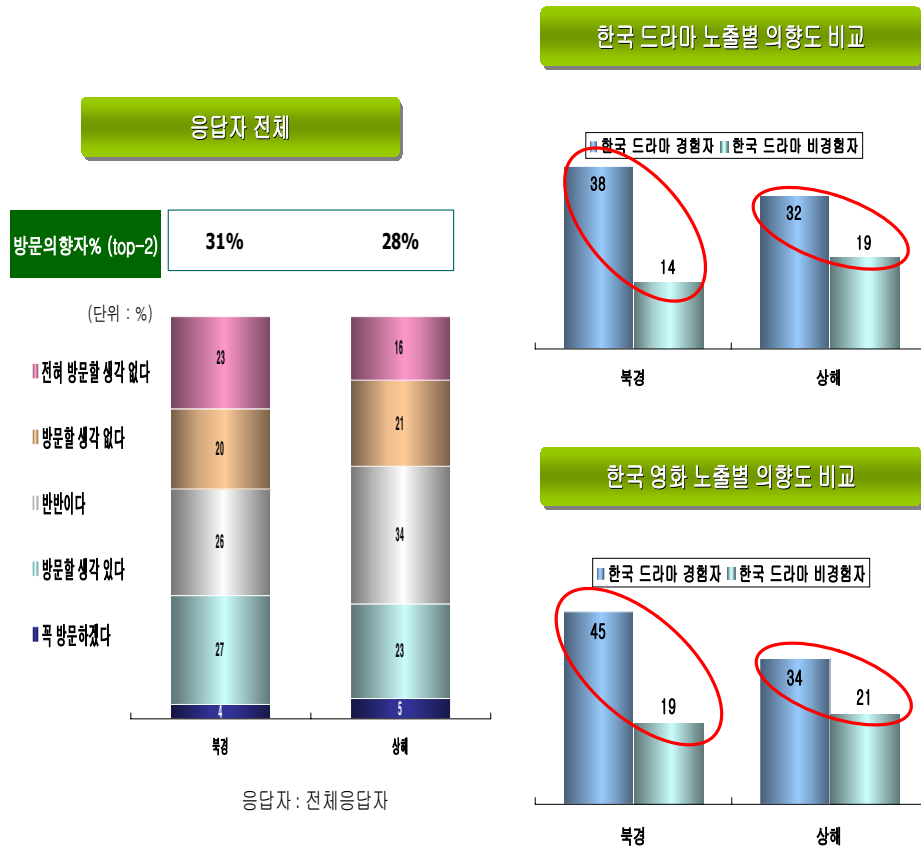 응답자 전체
방문의향자% (top-2)
31%
28%
(단위 : %)
전혀 방문할 생각 없다
방문할 생각 없다
반반이다
방문할 생각 있다
꼭 방문하겠다
23
20
26
27
4
16
21
34
23
5
북경
상혜
응답자 : 전체응답자
한국 드라마 노출별 의향도 비교
한국 드라마 경험자
한국 드라마 비경험자
38
14
32
19
북경
상혜
한국 영화 노출별 의향도 비교
한국 드라마 경험자
한국 드라마 비경험자
45
19
34
21
북경
상혜